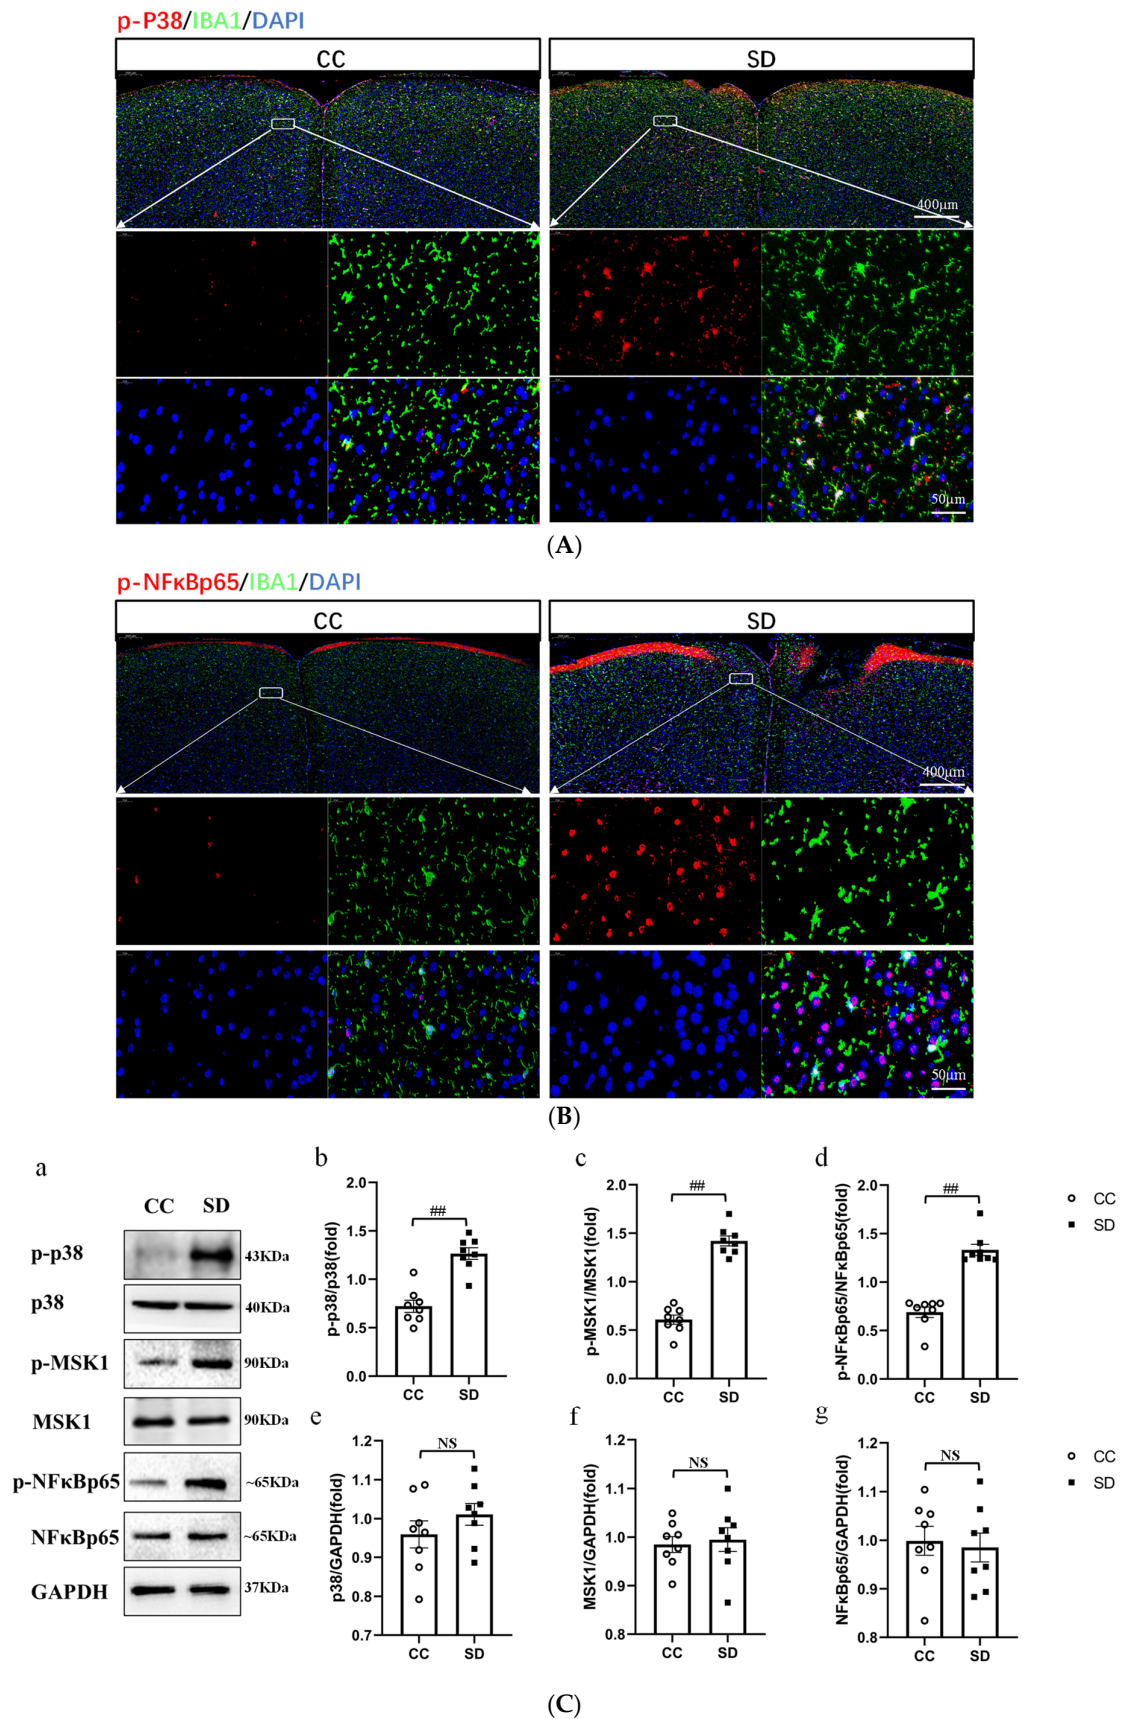 p-P38/IBA1/DAPI
CC
SD
400μm
50μm
(A)
p-NFκBp65/IBA1/DAPI
CC
SD
400μm
50μm
(B)
a
CC SD
p-p38 43KDa
p38 40KDa
p-MSK1 90KDa
MSK1 90KDa
p-NFκBp65 ~65KDa
NFκBp65 ~65KDa
GAPDH 37KDa
b
p-p38/p38(fold)
2.0
1.5
1.0
0.5
0.0
##
CC SD
c
p-MSK1/MSK1(fold)
2.0
1.5
1.0
0.5
0.0
##
CC SD
d
p-NFκBp65/NFκBp65(fold)
2.0
1.5
1.0
0.5
0.0
##
CC SD
CC
SD
e
p38/GAPDH(fold)
1.1
1.0
0.9
0.8
0.7
NS
CC SD
f
MSK1/GAPDH(fold)
1.2
1.1
1.0
0.9
0.8
NS
CC SD
g
NFκBp65/GAPDH(fold)
1.2
1.1
1.0
0.9
0.8
NS
CC SD
CC
SD
(C)